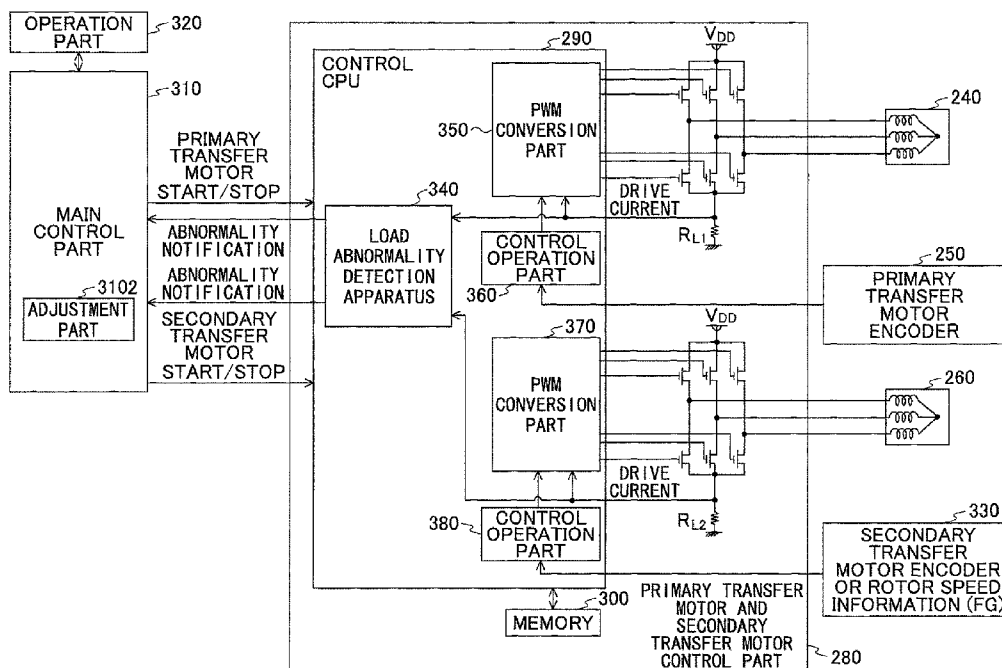 OPERATION
PART
320
310
MAIN
CONTROL
PART
3102
ADJUSTMENT
PART
PRIMARY
TRANSFER
MOTOR
START/STOP
ABNORMALITY
NOTIFICATION
ABNORMALITY
NOTIFICATION
SECONDARY
TRANSFER
MOTOR
START/STOP
290
CONTROL
CPU
340
LOAD
ABNORMALITY
DETECTION
APPARATUS
350
PWM
CONVERSION
PART
DRIVE
CURRENT
CONTROL
OPERATION
PART
360
370
PWM
CONVERSION
PART
DRIVE
CURRENT
380
CONTROL
OPERATION
PART
300
MEMORY
VDD
RL1
VDD
RL2
240
250
PRIMARY
TRANSFER
MOTOR
ENCODER
260
330
SECONDARY
TRANSFER
MOTOR ENCODER
OR ROTOR SPEED
INFORMATION (FG)
PRIMARY TRANSFER
MOTOR AND
SECONDARY
TRANSFER MOTOR
CONTROL PART
280